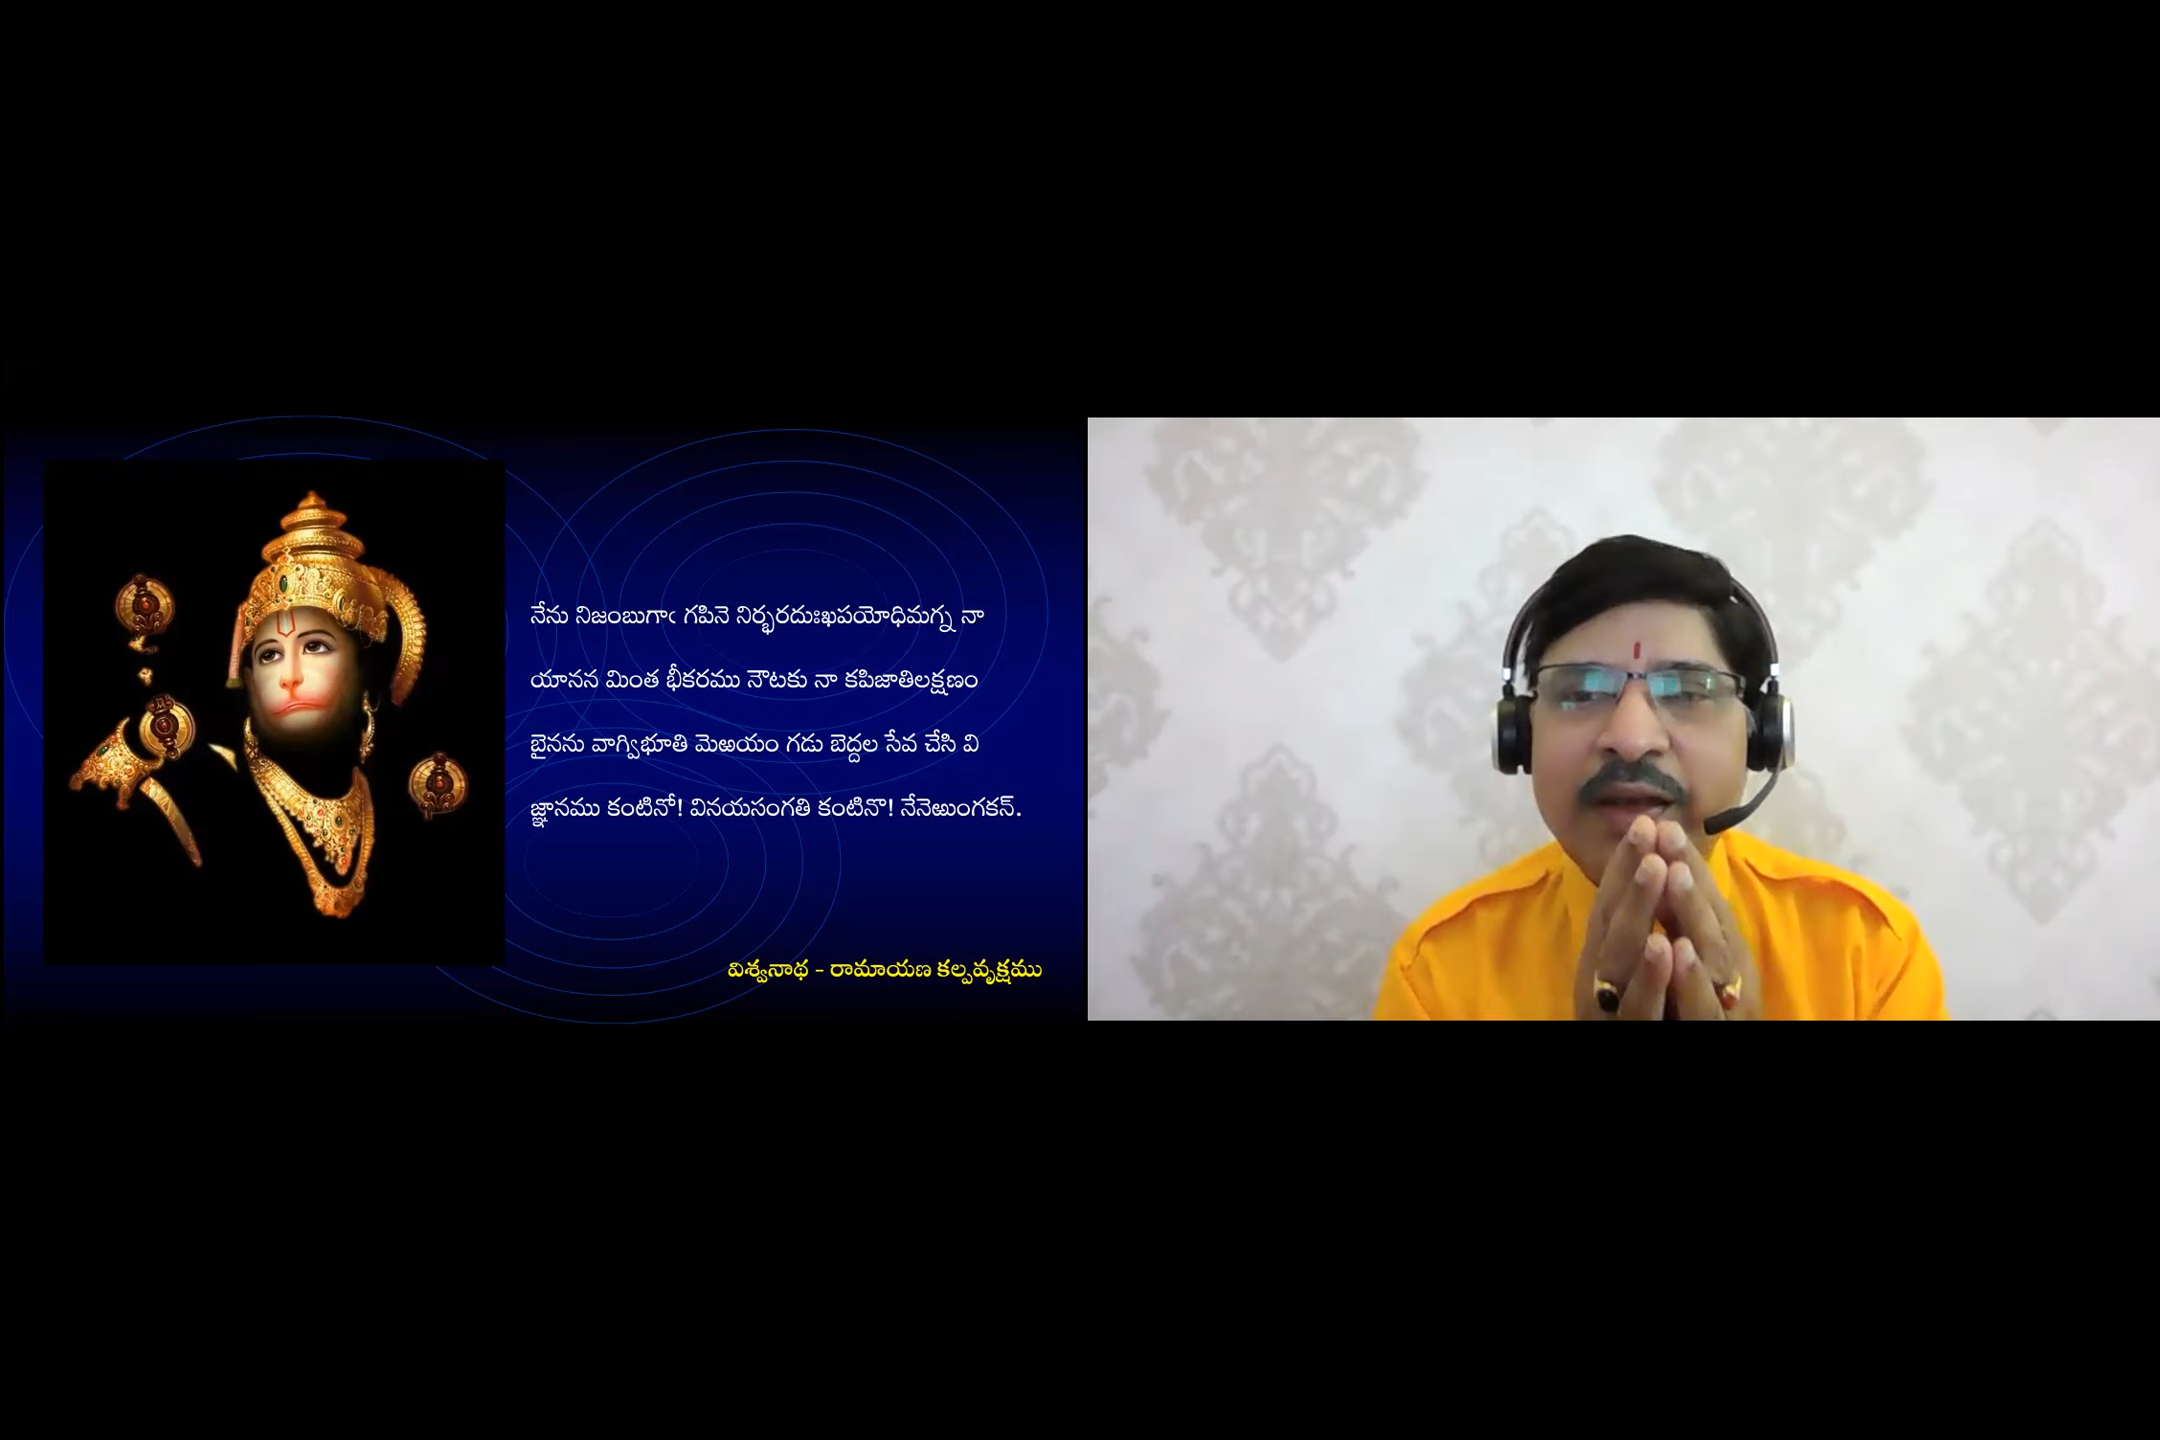 నేను నిజంబుగాఁ గపినె నిర్భరదుఃఖపయోధిమగ్న నా
యానన మింత భీకరము నౌటకు నా కపిజాతిలక్షణం
బైనను వాగ్విభూతి మెఱయం గడు బెద్దల సేవ చేసి వి
జ్ఞానము కంటినో! వినయసంగతి కంటినొ! నేనెఱుంగకన్.
విశ్వనాథ - రామాయణ కల్పవృక్షము